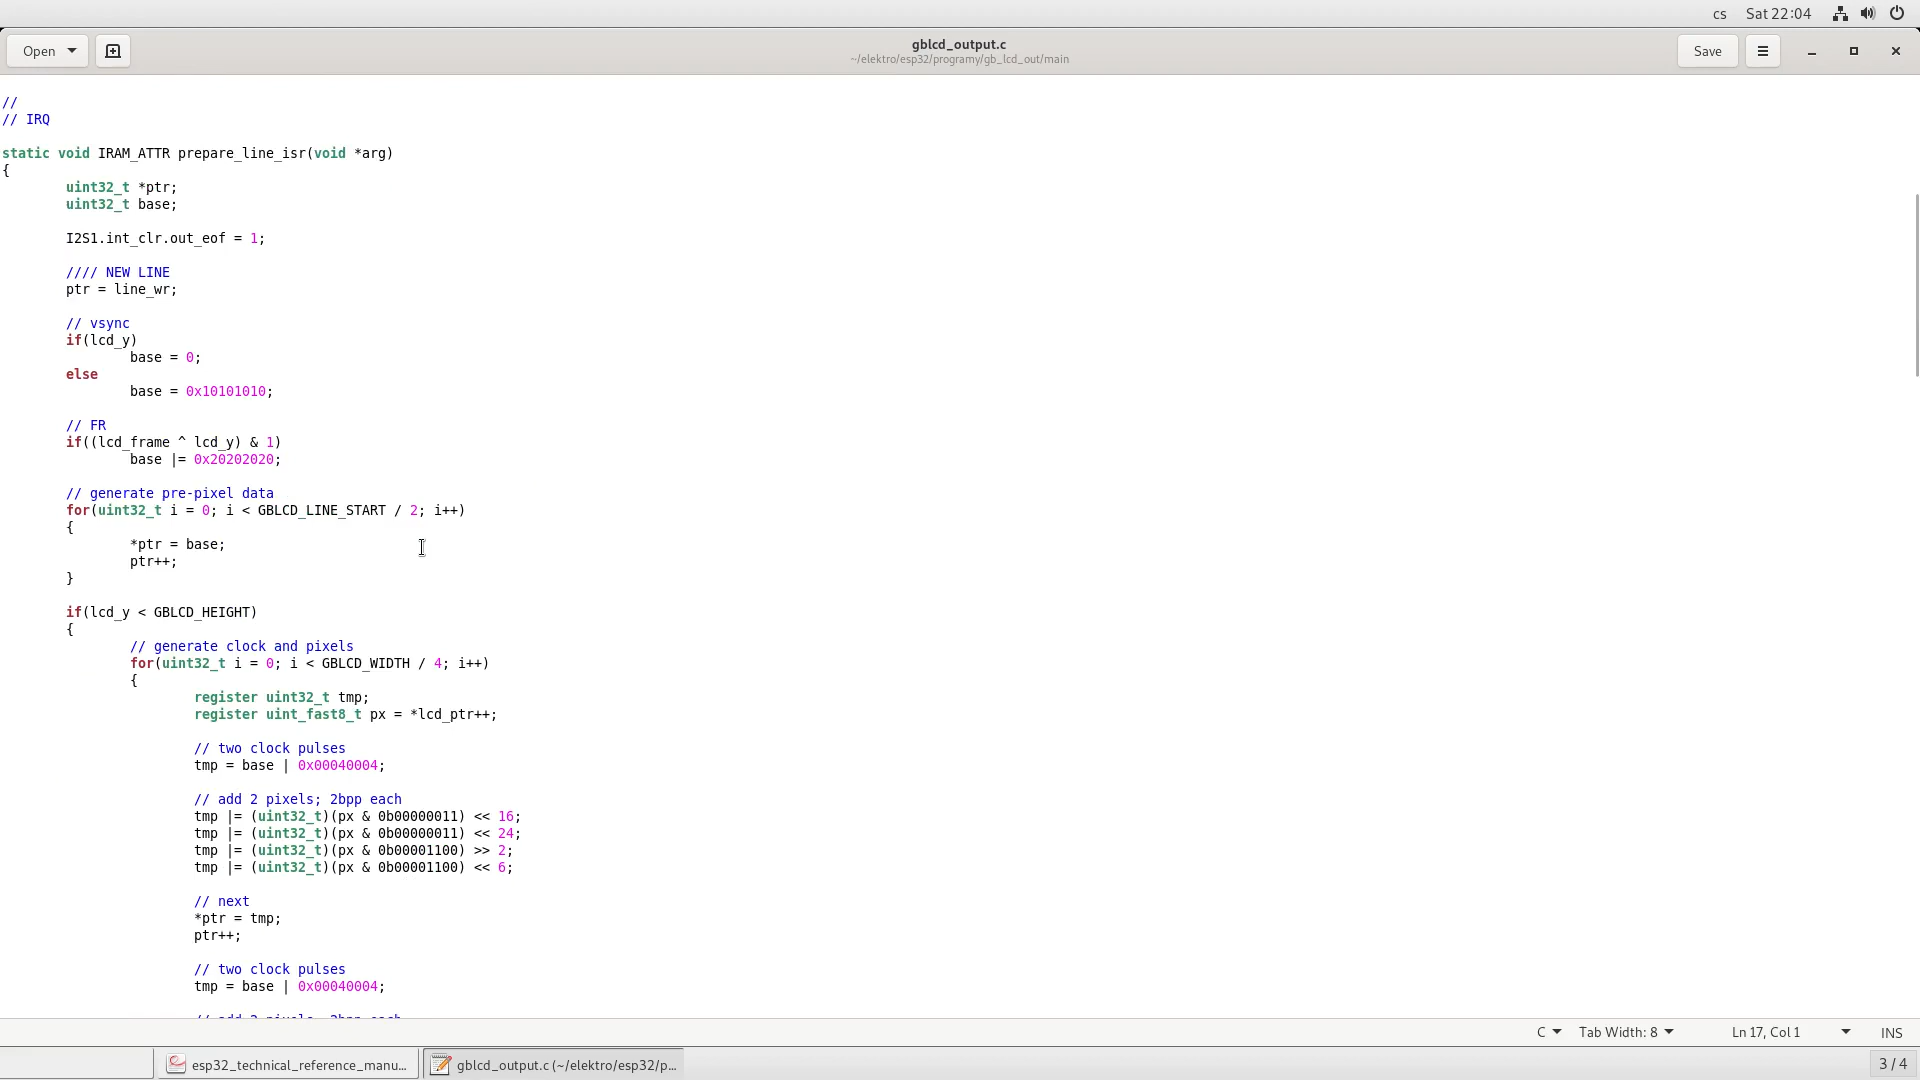 cs Sat 22:04
Open
gblcd_output.c
~/elektro/esp32/programy/gb_lcd_out/main
Save
//
// IRQ
static void IRAM_ATTR prepare_line_isr(void *arg)
{
uint32_t *ptr;
uint32_t base;
I2S1.int_clr.out_eof = 1;
//// NEW LINE
ptr = line_wr;
// vsync
if(lcd_y)
base = 0;
else
base = 0x10101010;
// FR
if((lcd_frame ^ lcd_y) & 1)
base |= 0x20202020;
// generate pre-pixel data
for(uint32_t i = 0; i < GBLCD_LINE_START / 2; i++)
{
*ptr = base;
ptr++;
}
if(lcd_y < GBLCD_HEIGHT)
{
// generate clock and pixels
for(uint32_t i = 0; i < GBLCD_WIDTH / 4; i++)
{
register uint32_t tmp;
register uint_fast8_t px = *lcd_ptr++;
// two clock pulses
tmp = base | 0x00040004;
// add 2 pixels; 2bpp each
tmp |= (uint32_t)(px & 0b00000011) << 16;
tmp |= (uint32_t)(px & 0b00000011) << 24;
tmp |= (uint32_t)(px & 0b00001100) >> 2;
tmp |= (uint32_t)(px & 0b00001100) << 6;
// next
*ptr = tmp;
ptr++;
// two clock pulses
tmp = base | 0x00040004;
// add 2 pixels; 2bpp each
C Tab Width: 8 Ln 17, Col 1 INS
esp32_technical_reference_manu... gblcd_output.c (~/elektro/esp32/p... 3 / 4